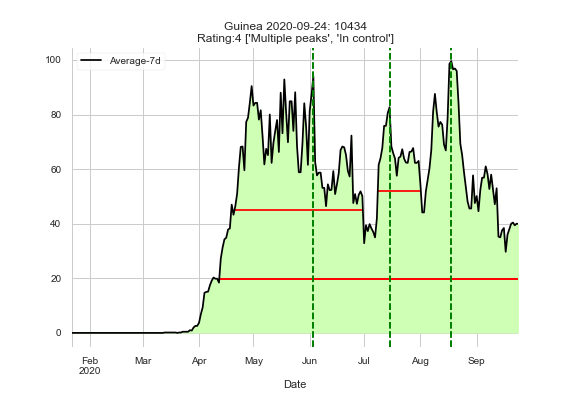 Guinea 2020-09-24: 10434
Rating:4 ['Multiple peaks', 'In control']
Average-7d
100
80
60
40
20
0
Feb Mar Apr May Jun Jul Aug Sep
2020
Date